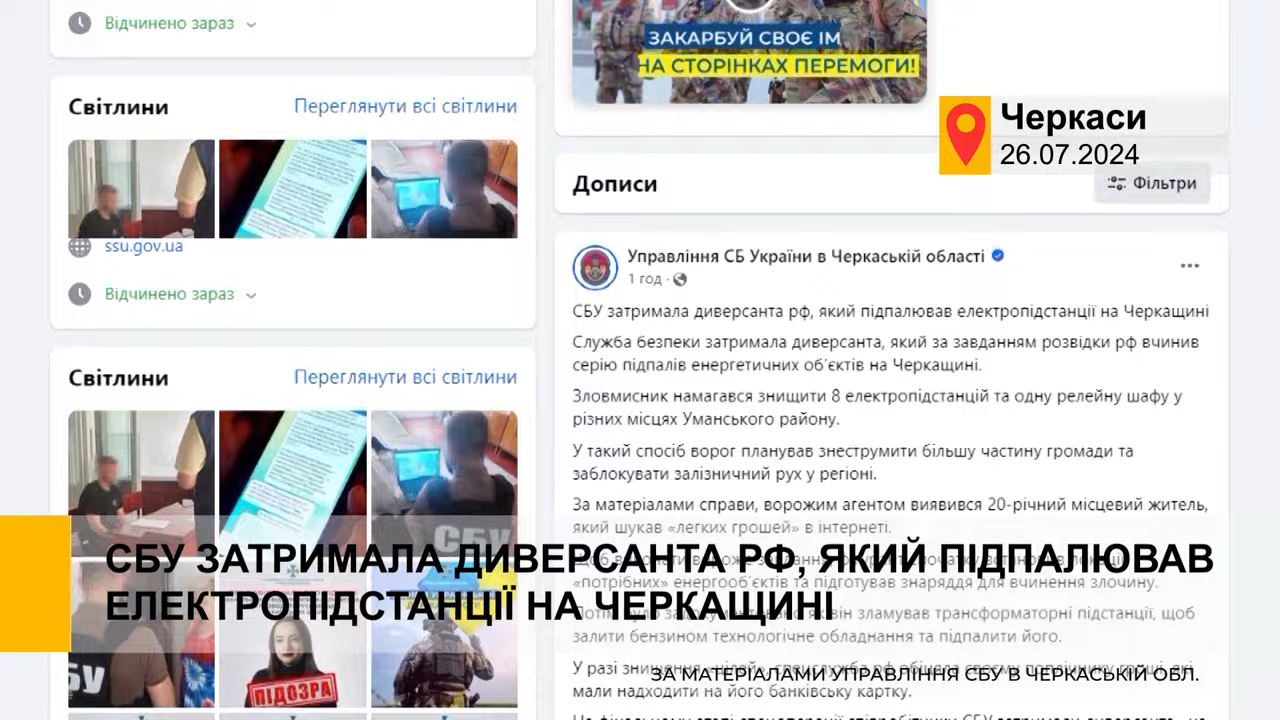 Відчинено зараз
Світлини
Переглянути всі світлини
ssu.gov.ua
Відчинено зараз
Світлини
Переглянути всі світлини
СБУ
БУ
ПІДОЗРА
ЗАКАРБУЙ СВОЄ ІМ
НА СТОРІНКАХ ПЕРЕМОГИ!
Черкаси
26.07.2024
Дописи
Фільтри
Управління СБ України в Черкаській області
1 год
СБУ затримала диверсанта рф, який підпалював електропідстанції на Черкащині
Служба безпеки затримала диверсанта, який за завданням розвідки рф вчинив
серію підпалів енергетичних об'єктів на Черкащині.
Зловмисник намагався знищити 8 електропідстанцій та одну релейну шафу у
різних місцях Уманського району.
У такий спосіб ворог планував знеструмити більшу частину громади та
заблокувати залізничний рух у регіоні.
За матеріалами справи, ворожим агентом виявився 20-річний місцевий житель,
який шукав «легких грошей» в інтернеті.
«потрібних» енергооб'єктів та підготував знаряддя для вчинення злочину.
він зламував трансформаторні підстанції, щоб
залити бензином технологічне обладнання та підпалити його.
У разі знищення
мали надходити на його банківську картку.
СБУ ЗАТРИМАЛА ДИВЕРСАНТА РФ, ЯКИЙ ПІДПАЛЮВАВ
ЕЛЕКТРОПІДСТАНЦІЇ НА ЧЕРКАЩИНІ
ЗА МАТЕРІАЛАМИ УПРАВЛІННЯ СБУ В ЧЕРКАСЬКІЙ ОБЛ.